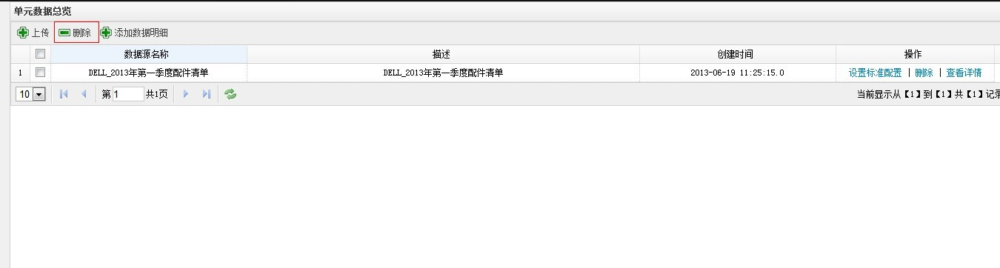 单元数据总览
上传 删除 添加数据明细
数据源名称 描述 创建时间 操作
1 DELL_2013年第一季度配件清单 DELL_2013年第一季度配件清单 2013-06-19 11:25:15.0 设置标准配置 | 删除 | 查看详情
10 第 1 共1页 当前显示从【1】到【1】共【1】记录